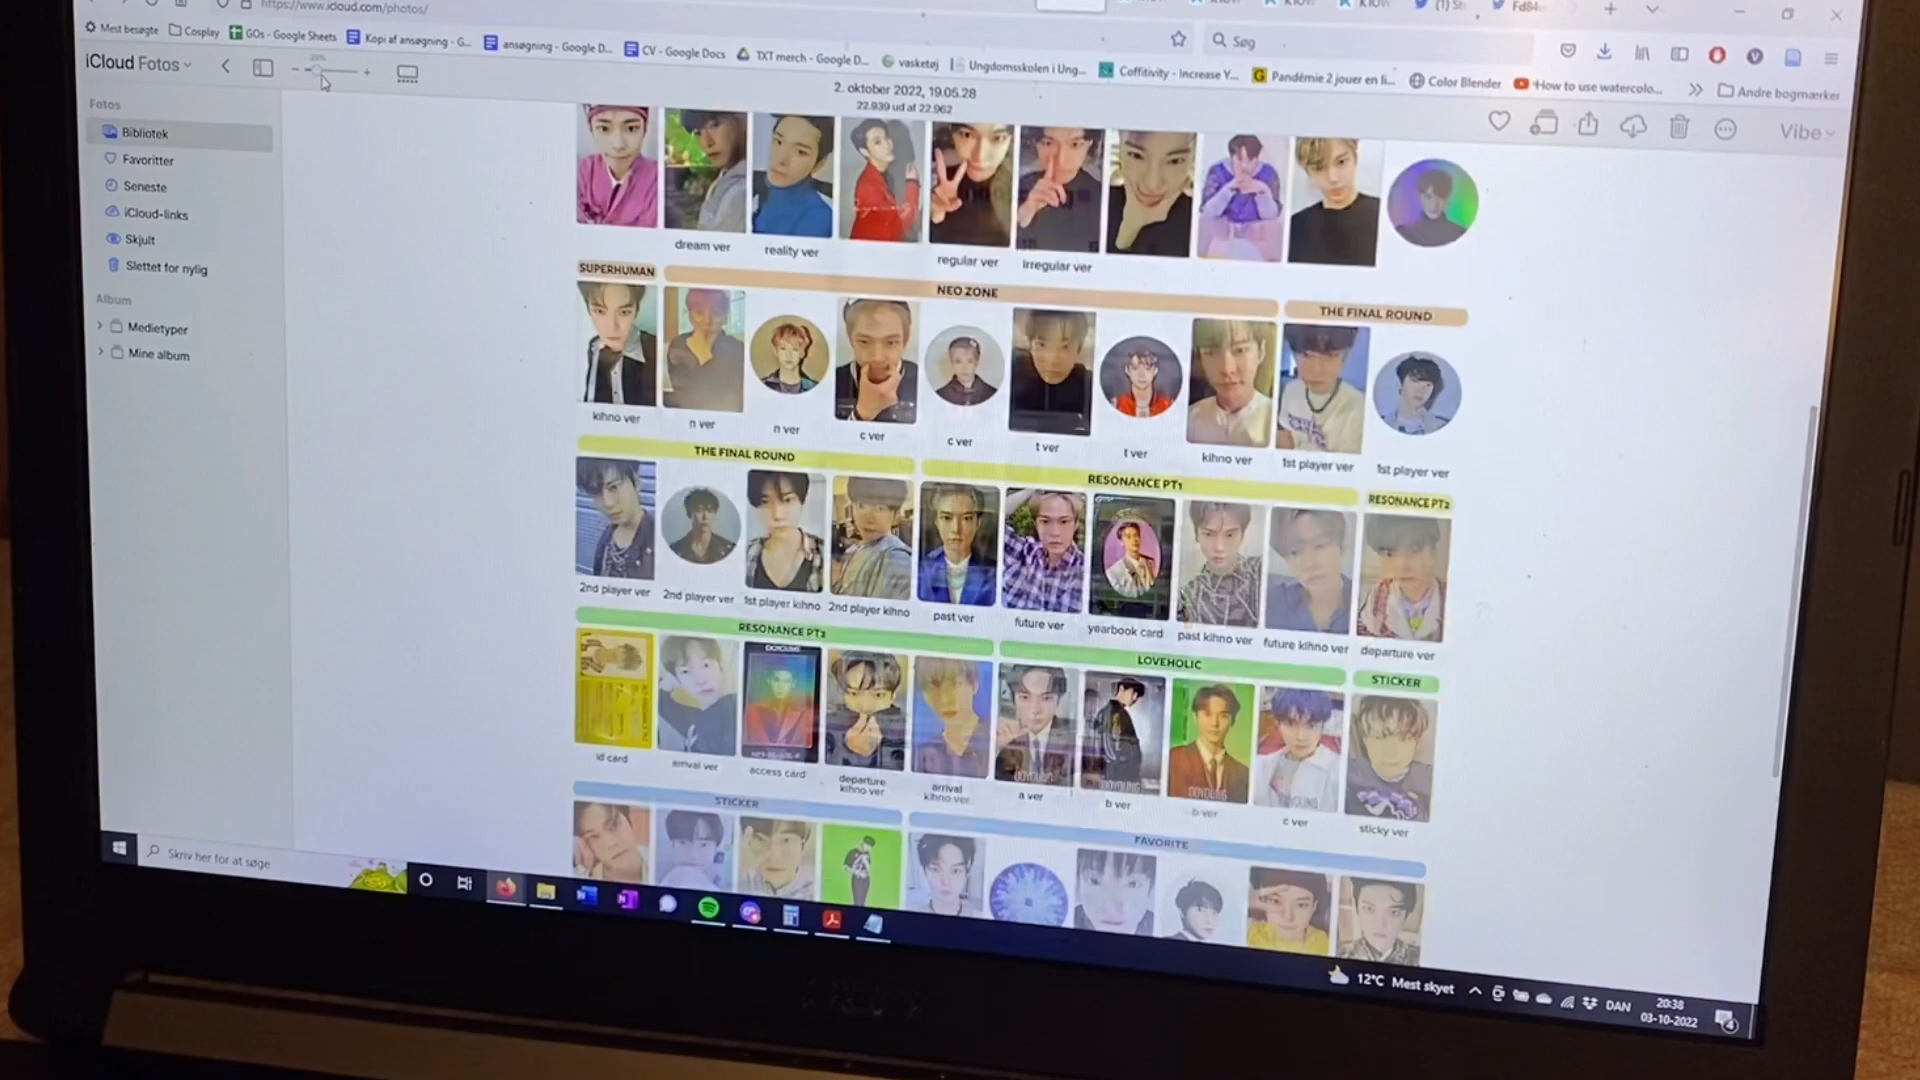 https://www.icloud.com/photos/
Mest besøgte
Cosplay
GOs - Google Sheets
Kopi af ansøgning - G...
ansøgning - Google D...
CV - Google Docs
TXT merch - Google D...
vasketøj
Ungdomsskolen i Ung...
Coffitivity - Increase Y...
Pandémie 2 jouer en li...
Color Blender
How to use watercolo...
Andre bogmærker
Søg
iCloud Fotos
2. oktober 2022, 19.05.28
22.939 ud af 22.962
Vibe
Fotos
Bibliotek
Favoritter
Seneste
iCloud-links
Skjult
Slettet for nylig
Album
Medietyper
Mine album
dream ver
reality ver
regular ver
irregular ver
SUPERHUMAN
NEO ZONE
THE FINAL ROUND
kihno ver
n ver
n ver
c ver
c ver
t ver
t ver
kihno ver
1st player ver
1st player ver
THE FINAL ROUND
RESONANCE PT1
RESONANCE PT2
2nd player ver
2nd player ver
1st player kihno
2nd player kihno
past ver
future ver
yearbook card
past kihno ver
future kihno ver
departure ver
RESONANCE PT2
LOVEHOLIC
STICKER
DOYOUNG
DOYOUNG
DOYOUNG
DOYOUNG
id card
arrival ver
access card
departure
kihno ver
arrival
kihno ver
a ver
b ver
b ver
c ver
sticky ver
STICKER
FAVORITE
Skriv her for at søge
12°C Mest skyet
DAN
20:38
03-10-2022
4